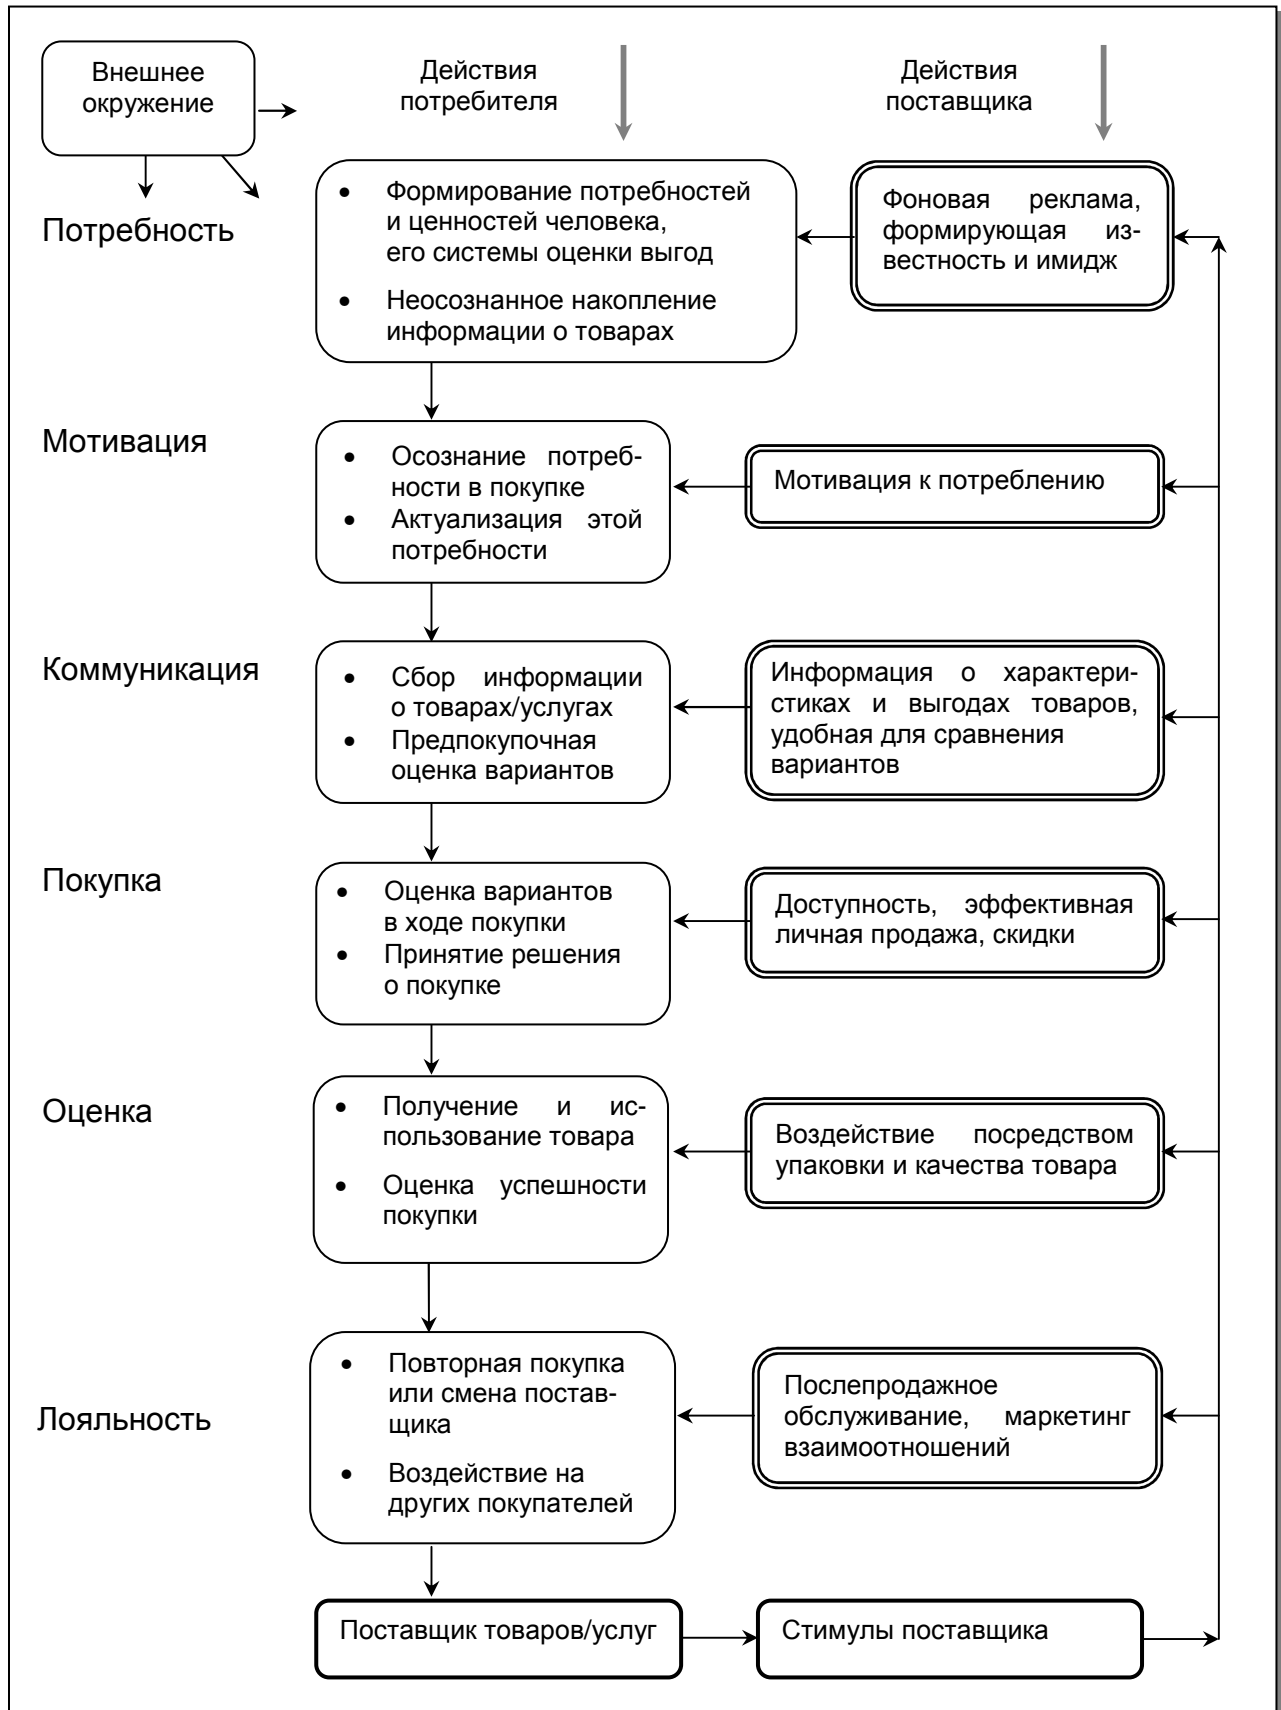 Внешнее
окружение
Действия
потребителя
Действия
поставщика
Потребность
• Формирование потребностей
и ценностей человека,
его системы оценки выгод
• Неосознанное накопление
информации о товарах
Фоновая реклама,
формирующая из-
вестность и имидж
Мотивация
• Осознание потреб-
ности в покупке
• Актуализация этой
потребности
Мотивация к потреблению
Коммуникация
• Сбор информации
о товарах/услугах
• Предпокупочная
оценка вариантов
Информация о характери-
стиках и выгодах товаров,
удобная для сравнения
вариантов
Покупка
• Оценка вариантов
в ходе покупки
• Принятие решения
о покупке
Доступность, эффективная
личная продажа, скидки
Оценка
• Получение и ис-
пользование товара
• Оценка успешности
покупки
Воздействие посредством
упаковки и качества товара
Лояльность
• Повторная покупка
или смена постав-
щика
• Воздействие на
других покупателей
Послепродажное
обслуживание, маркетинг
взаимоотношений
Поставщик товаров/услуг
Стимулы поставщика